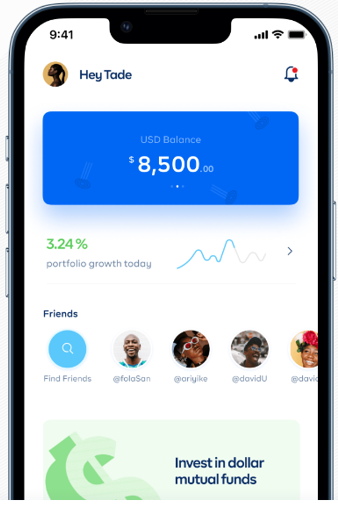 9:41
Hey Tade
USD Balance
$8,500.00
3.24%
portfolio growth today
Friends
Find Friends @folaSan @oriyike @davidU @david
Invest in dollar
mutual funds